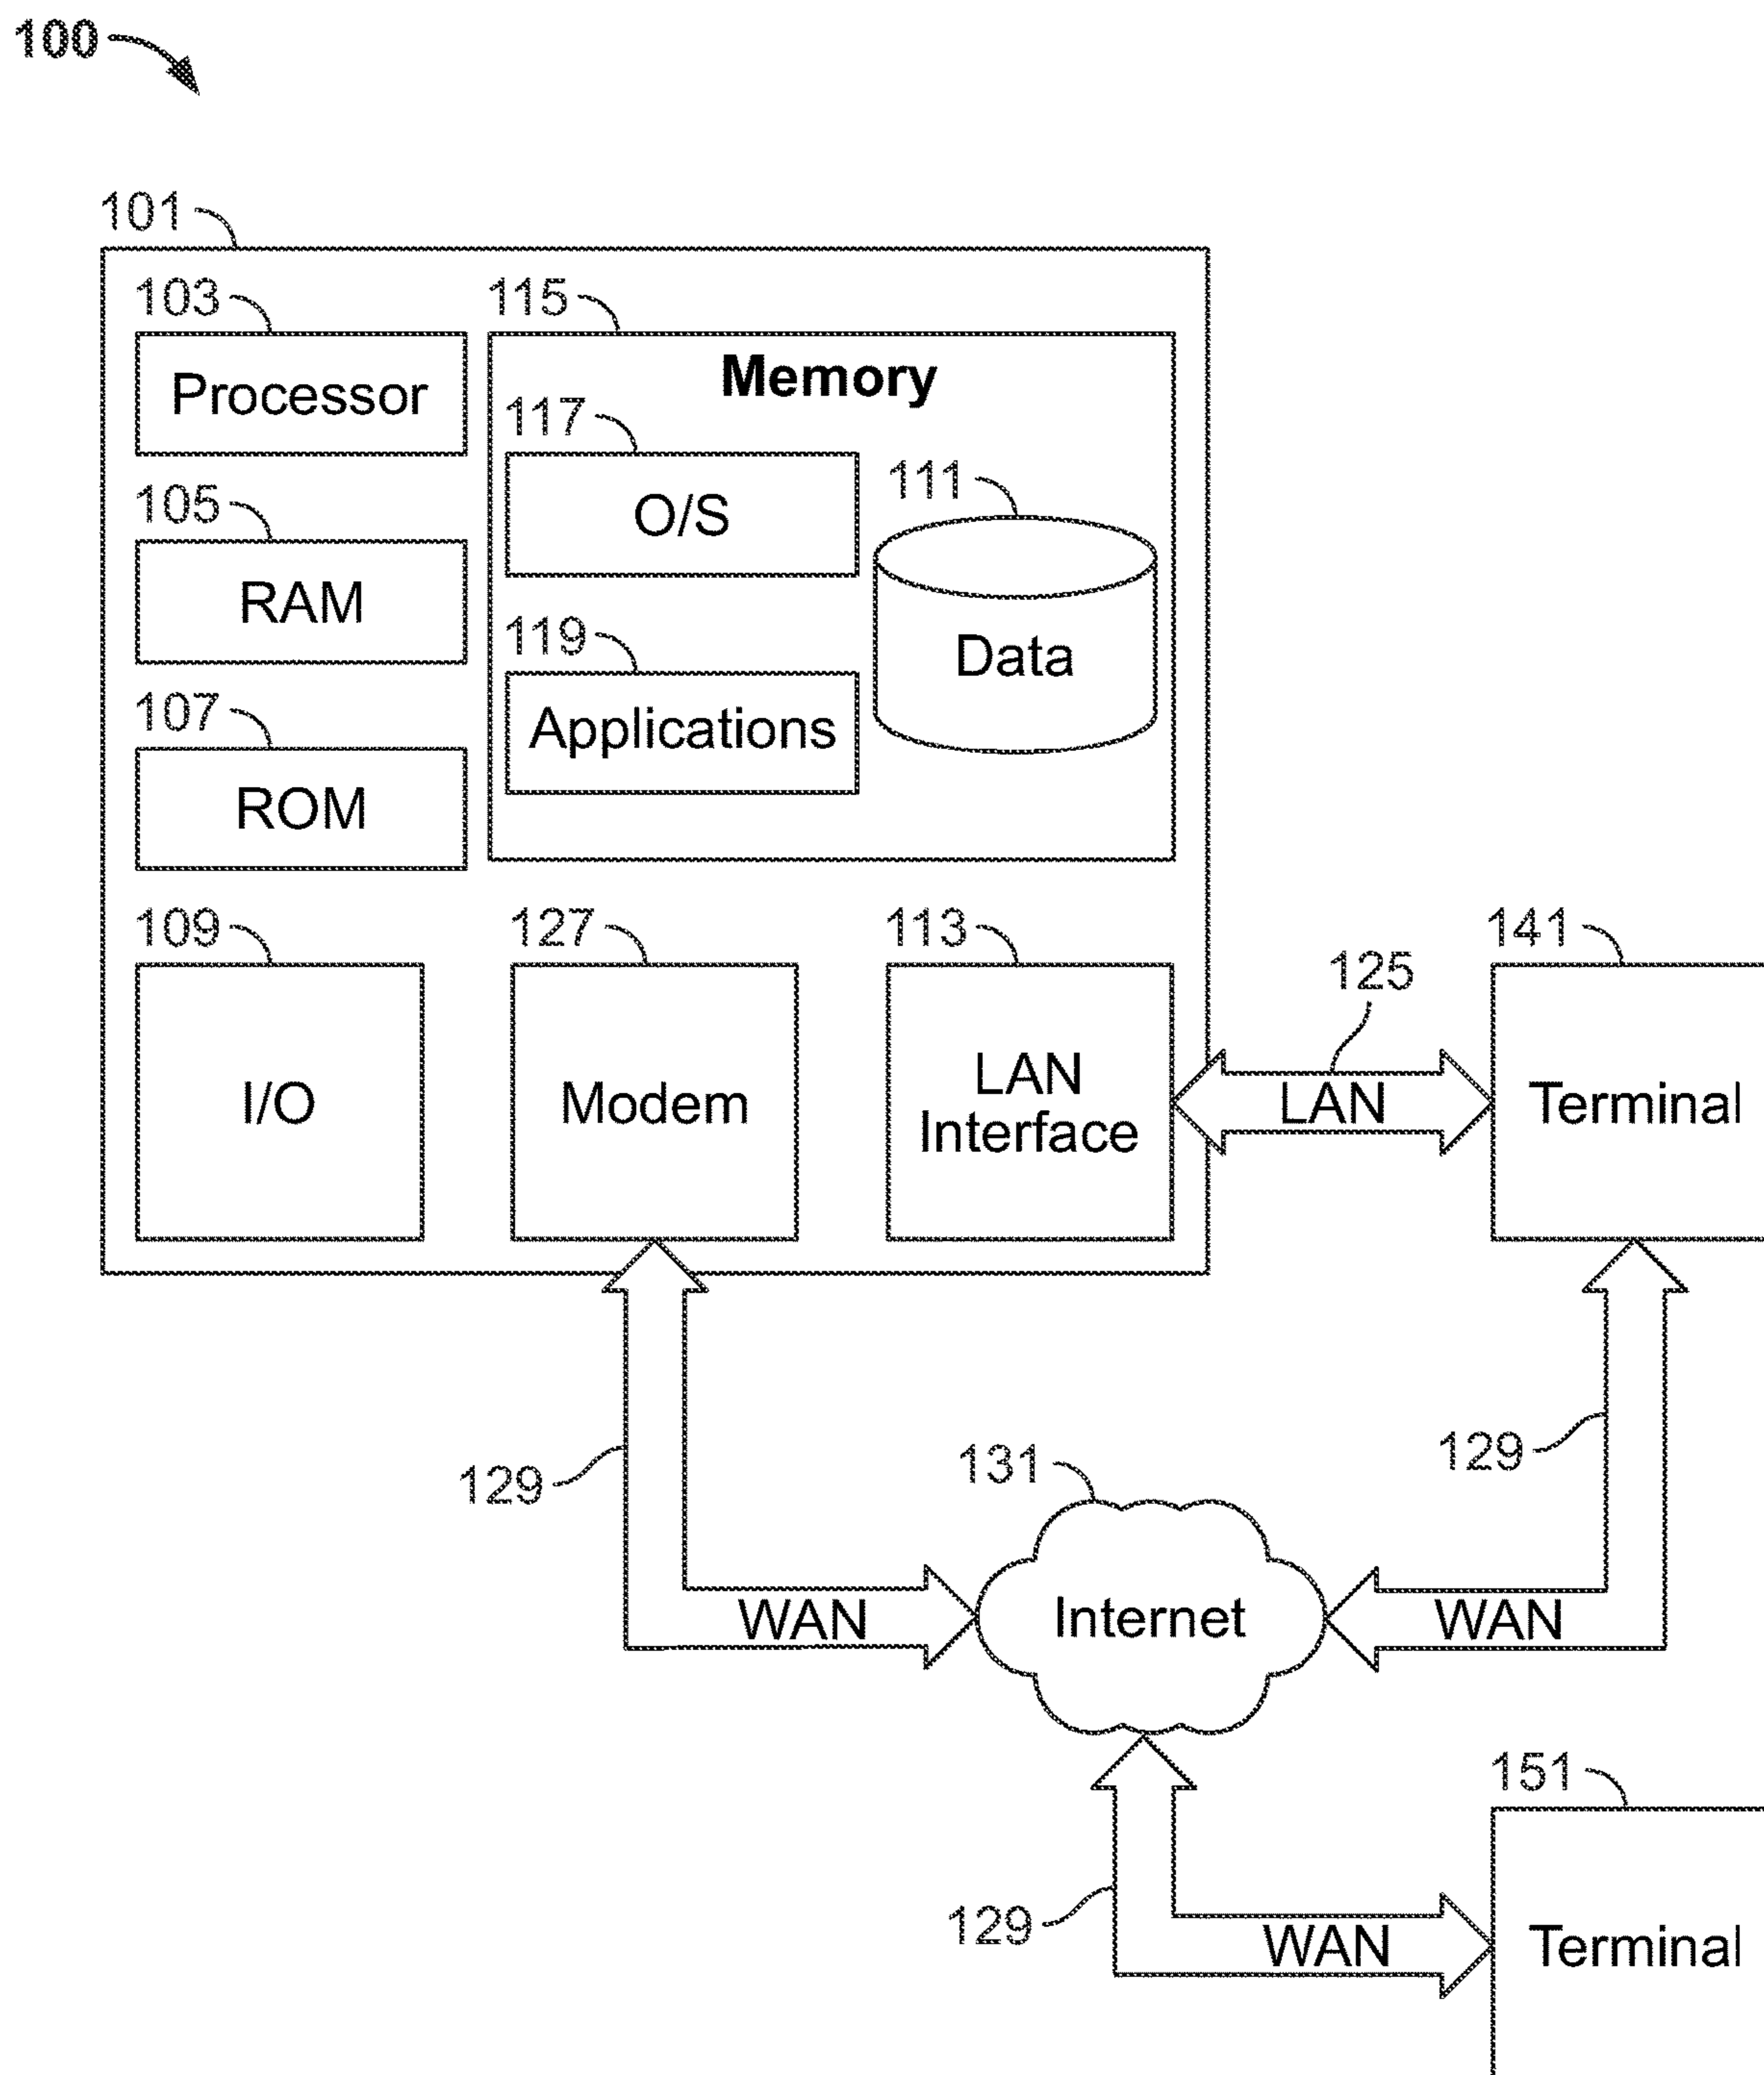 100
101
103
Processor
115
Memory
117
O/S
111
Data
105
RAM
119
Applications
107
ROM
109
I/O
127
Modem
113
LAN
Interface
125
LAN
141
Terminal
129
WAN
131
Internet
129
WAN
129
WAN
151
Terminal